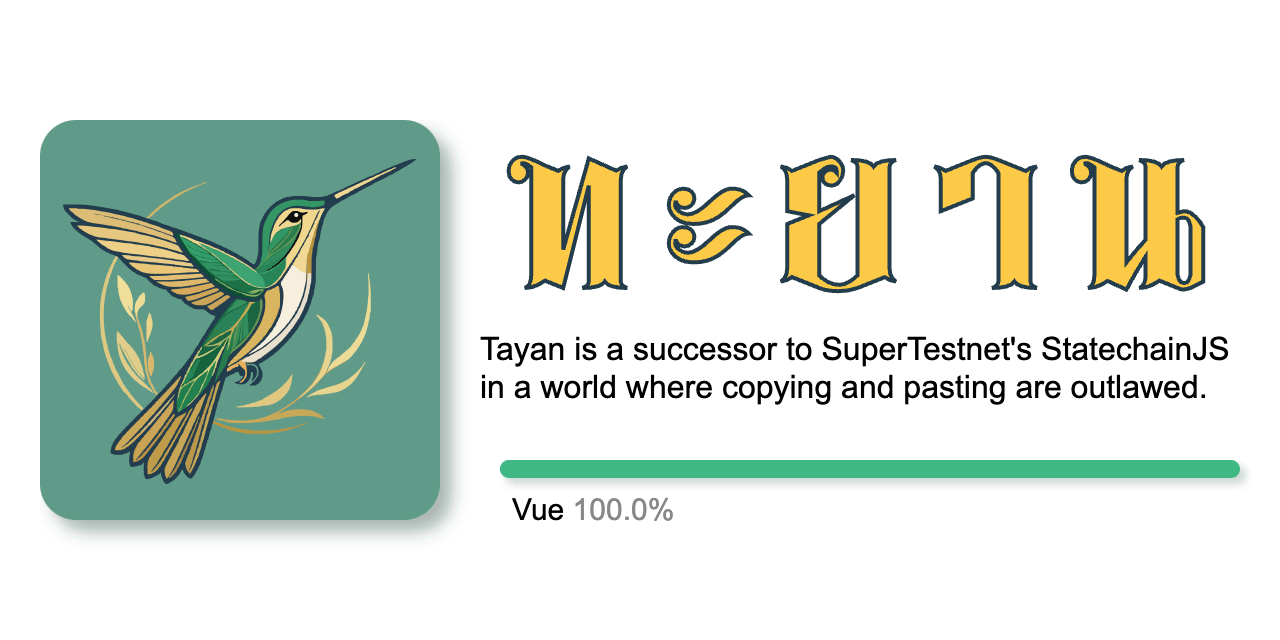 ทะยาน
Tayan is a successor to SuperTestnet's StatechainJS
in a world where copying and pasting are outlawed.
Vue 100.0%